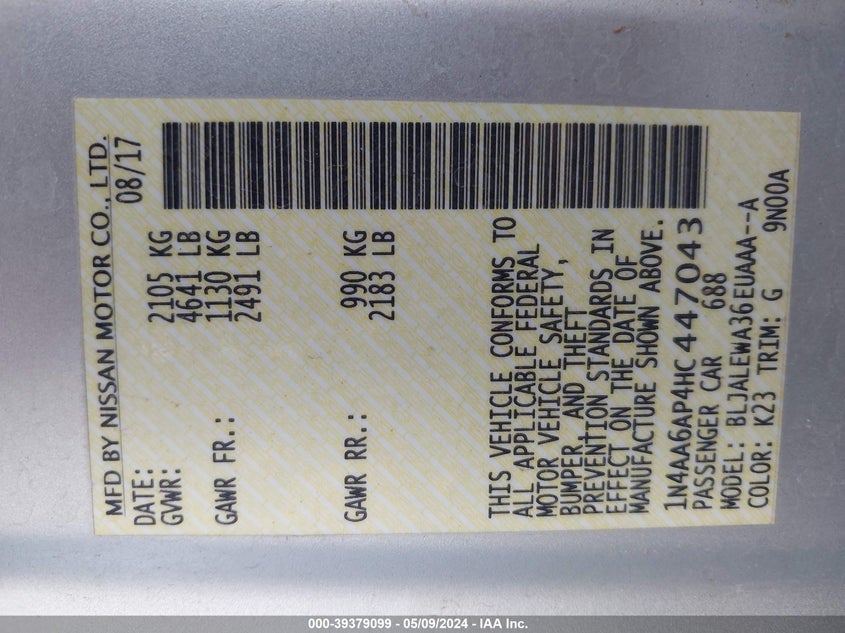 MFD BY NISSAN MOTOR CO., LTD.
DATE: 08/17
GVWR: 2105 KG
4641 LB
GAWR FR.: 1130 KG
2491 LB
GAWR RR.: 990 KG
2183 LB
THIS VEHICLE CONFORMS TO
ALL APPLICABLE FEDERAL
MOTOR VEHICLE SAFETY,
BUMPER, AND THEFT
PREVENTION STANDARDS IN
EFFECT ON THE DATE OF
MANUFACTURE SHOWN ABOVE.
1N4AA6AP4HC447043
PASSENGER CAR 688
MODEL: BLJALEWA36EUAAA--A
COLOR: K23 TRIM: G 9N00A
000-39379099 - 05/09/2024 - IAA Inc.